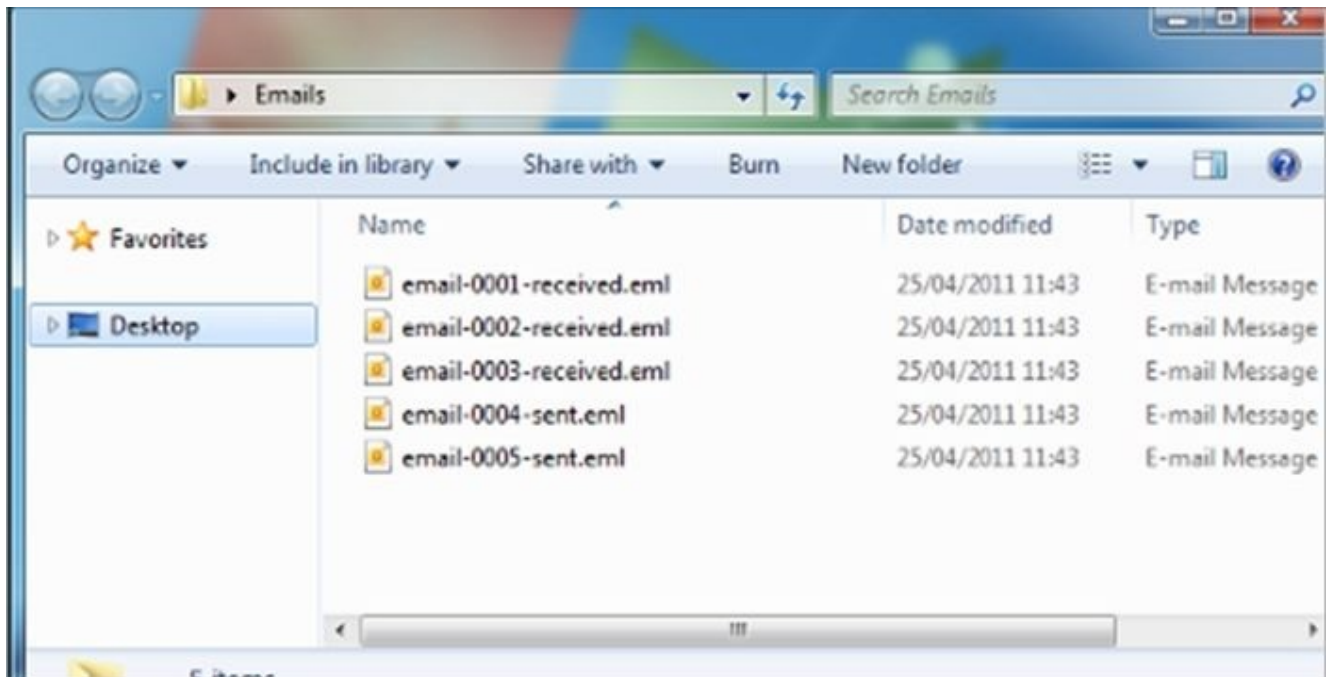 Emails
Search Emails
Organize Include in library Share with Burn New folder
Favorites
Desktop
Name Date modified Type
email-0001-received.eml 25/04/2011 11:43 E-mail Message
email-0002-received.eml 25/04/2011 11:43 E-mail Message
email-0003-received.eml 25/04/2011 11:43 E-mail Message
email-0004-sent.eml 25/04/2011 11:43 E-mail Message
email-0005-sent.eml 25/04/2011 11:43 E-mail Message